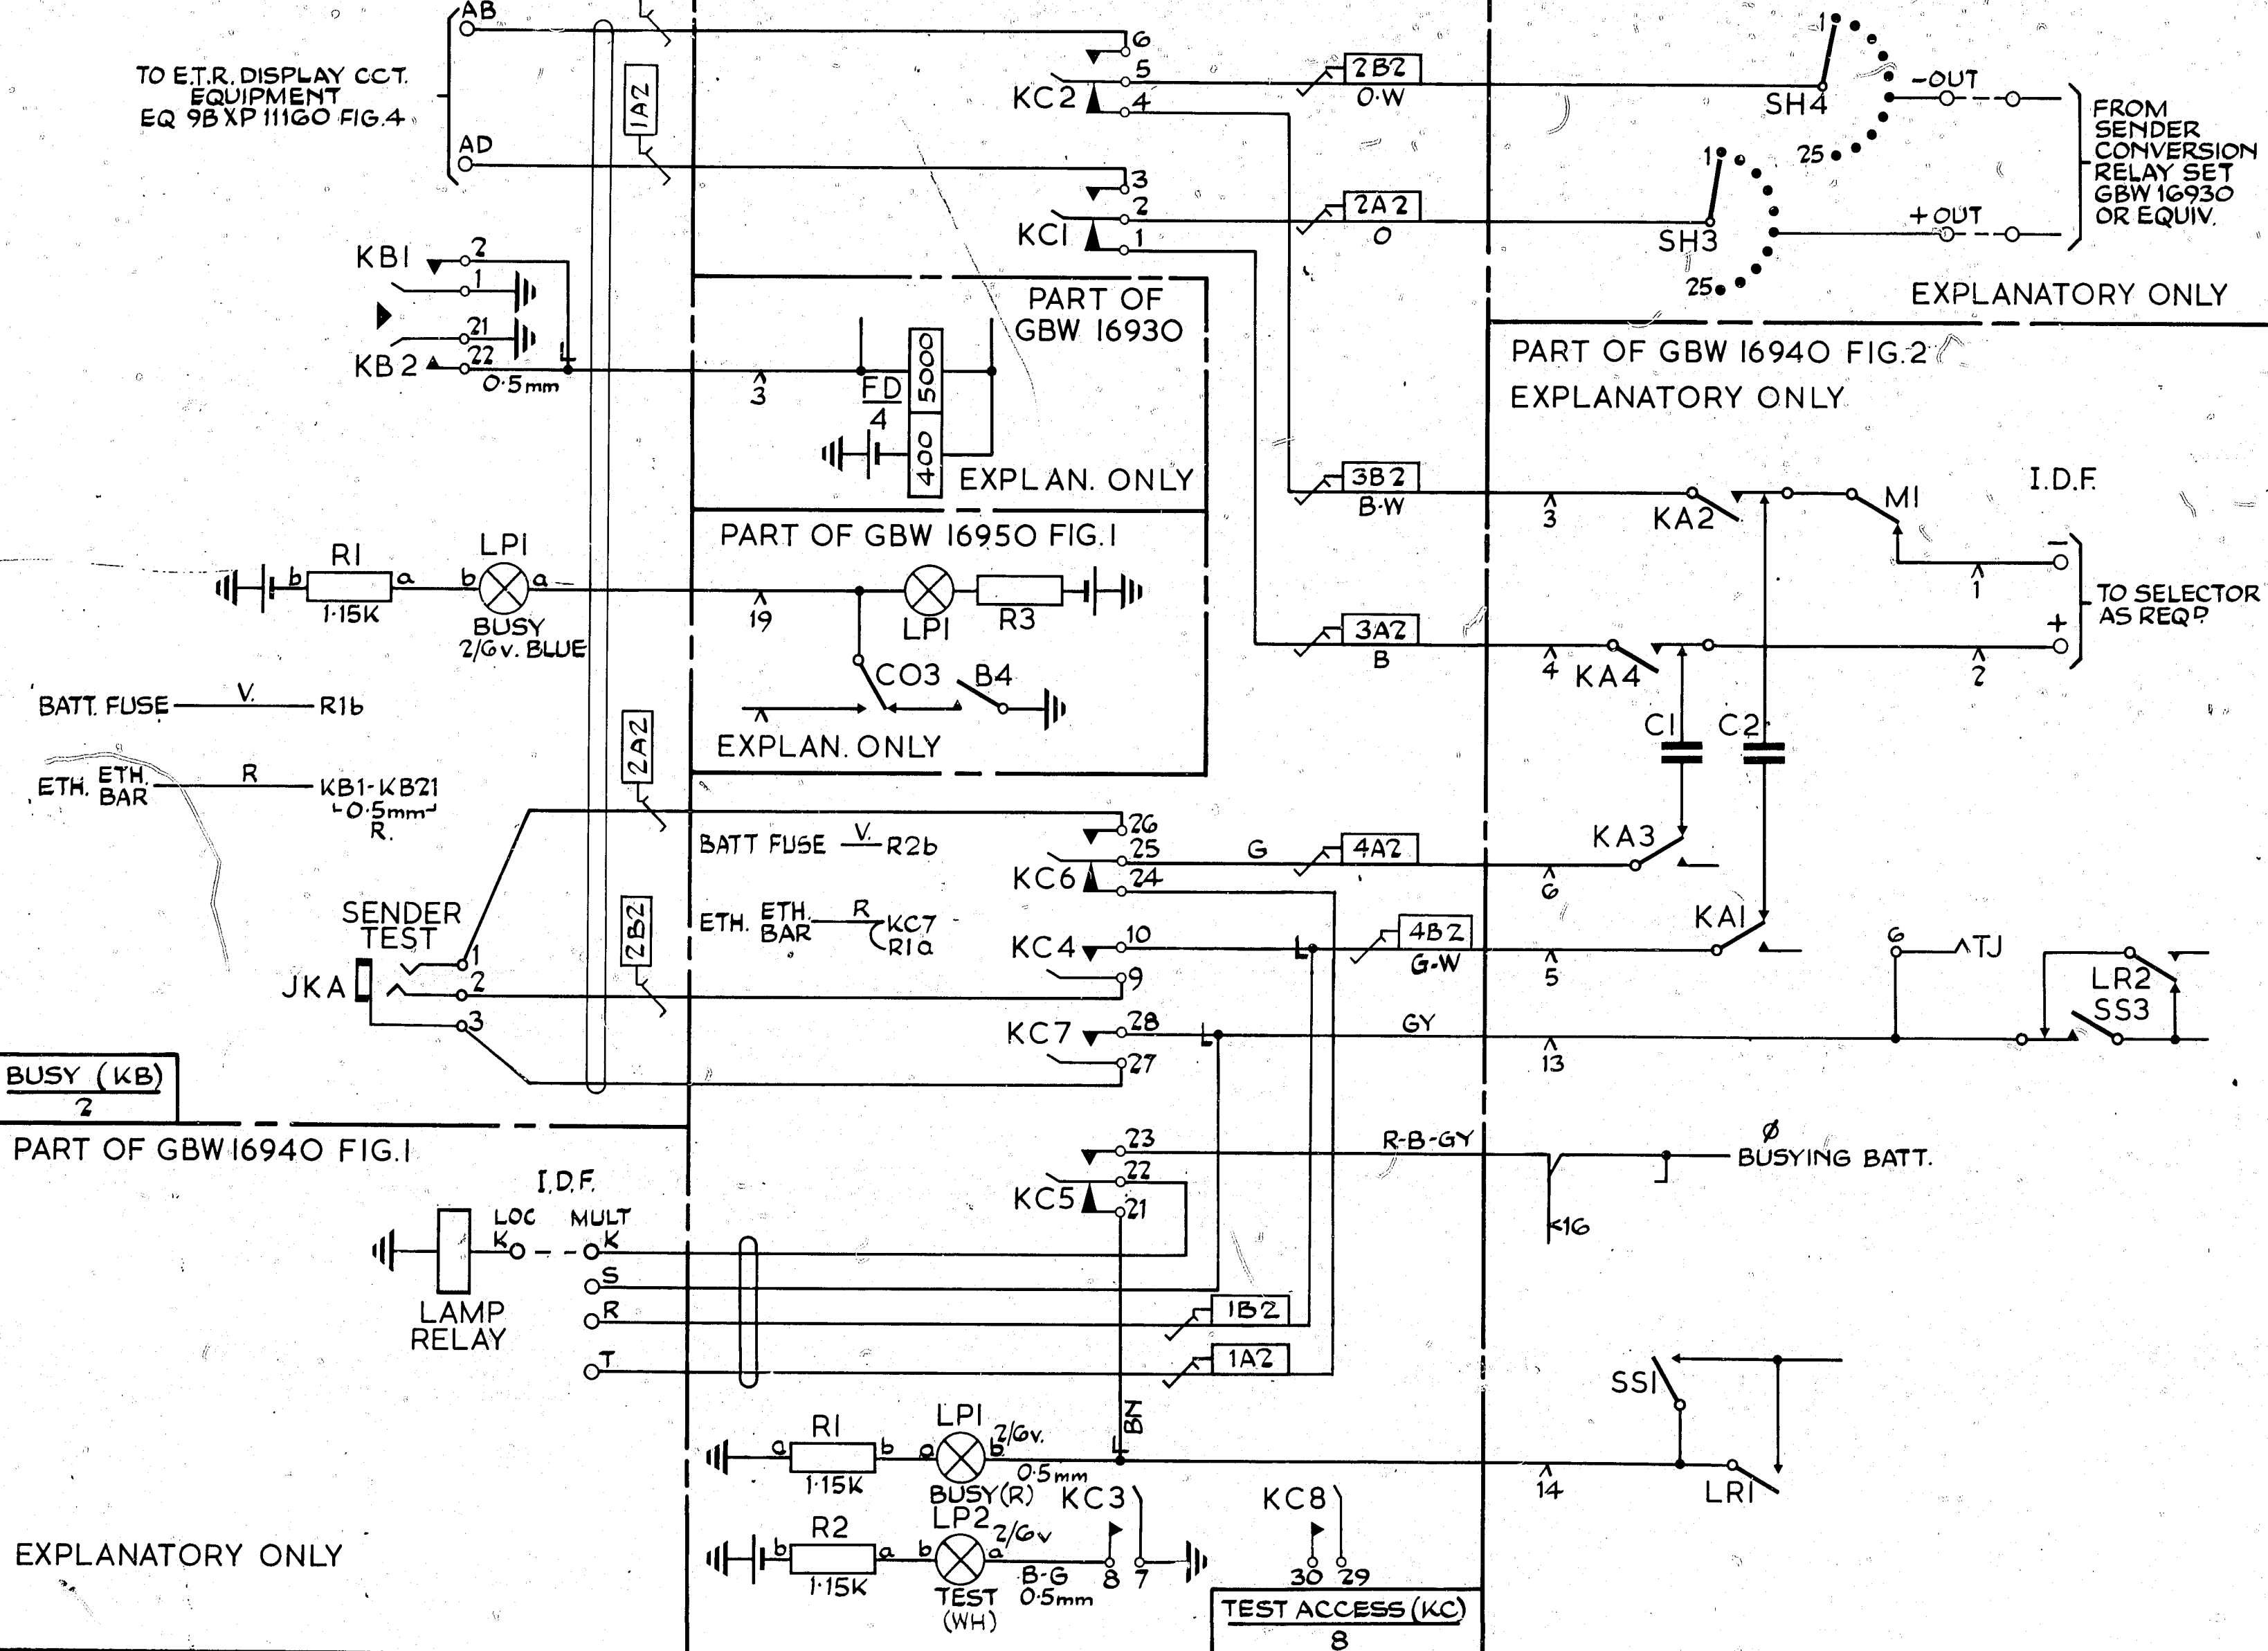 AB
TO E.T.R. DISPLAY CCT.
EQUIPMENT
EQ 9B XP 11160 FIG.4
AD
1A2
6
5
4
KC2
2B2
O·W
3
2
1
KC1
2A2
O
1
SH4
25
-OUT
1
SH3
25
+OUT
FROM
SENDER
CONVERSION
RELAY SET
GBW 16930
OR EQUIV.
EXPLANATORY ONLY
KB1
2
1
21
KB2
22
0·5mm
3
PART OF
GBW 16930
FD
4
5000
400
EXPLAN. ONLY
PART OF GBW 16940 FIG.2
EXPLANATORY ONLY
3B2
B-W
3
KA2
M1
I.D.F.
-
1
+
2
TO SELECTOR
AS REQD
3A2
B
4
KA4
C1
C2
PART OF GBW 16950 FIG.1
R1
b
a
1·15K
LP1
b
a
BUSY
2/6v. BLUE
19
LP1
R3
CO3
B4
EXPLAN. ONLY
BATT. FUSE V. R1b
ETH. ETH. BAR R KB1-KB21
0·5mm
R.
2A2
26
25
24
KC6
BATT FUSE V. R2b
G
4A2
6
KA3
SENDER
TEST
JKA
1
2
3
2B2
ETH. ETH. BAR R KC7
R1a
KC4
10
9
4B2
G-W
5
KA1
6
TJ
LR2
SS3
KC7
28
27
GY
13
BUSY (KB)
2
PART OF GBW 16940 FIG.1
23
22
21
KC5
R-B-GY
16
Ø
BUSYING BATT.
I.D.F.
LOC
K
MULT
K
S
R
T
LAMP
RELAY
1B2
1A2
BN
R1
a
b
1·15K
LP1
a
b
2/6v.
0·5mm
BUSY (R)
14
SS1
LR1
R2
b
a
1·15K
LP2
b
a
2/6v
B-G
0·5mm
TEST
(WH)
KC3
8
7
KC8
30
29
EXPLANATORY ONLY
TEST ACCESS (KC)
8